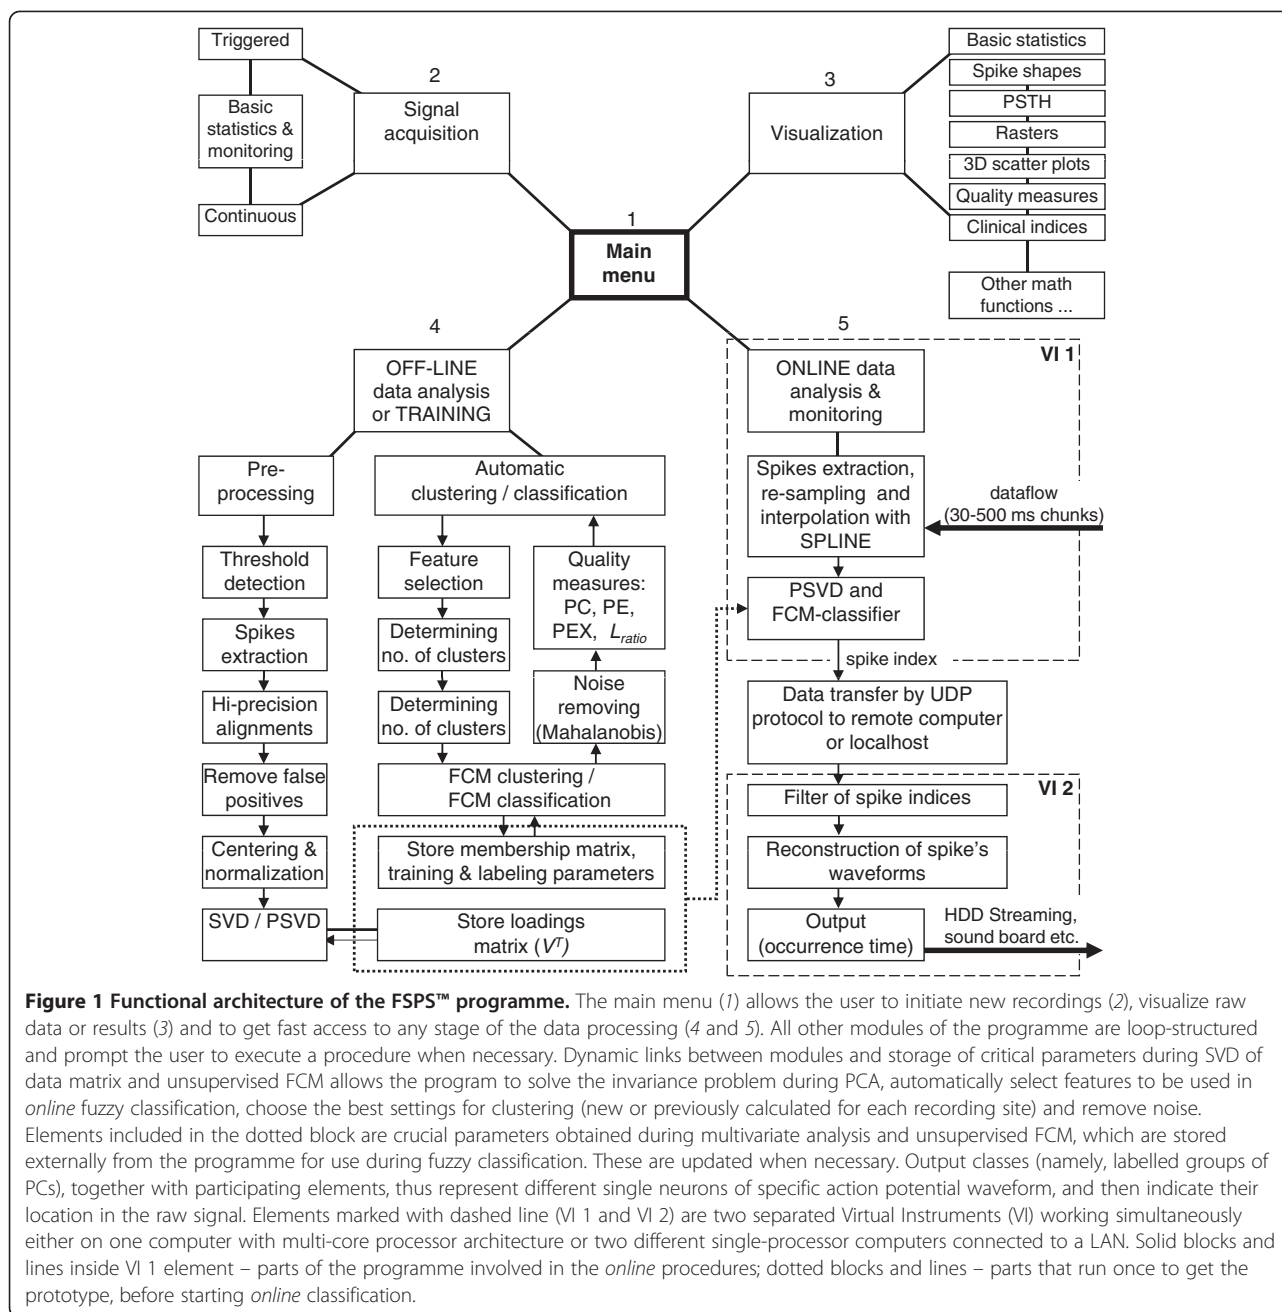 Triggered
2
Signal
acquisition
Basic
statistics &
monitoring
Continuous
3
Visualization
Basic statistics
Spike shapes
PSTH
Rasters
3D scatter plots
Quality measures
Clinical indices
Other math
functions ...
1
Main
menu
4
OFF-LINE
data analysis
or TRAINING
Pre-
processing
Threshold
detection
Spikes
extraction
Hi-precision
alignments
Remove false
positives
Centering &
normalization
SVD / PSVD
Automatic
clustering / classification
Feature
selection
Determining
no. of clusters
Determining
no. of clusters
FCM clustering /
FCM classification
Quality
measures:
PC, PE,
PEX, Lratio
Noise
removing
(Mahalanobis)
Store membership matrix,
training & labeling parameters
Store loadings
matrix (V^T)
5
VI 1
ONLINE data
analysis &
monitoring
Spikes extraction,
re-sampling and
interpolation with
SPLINE
dataflow
(30-500 ms chunks)
PSVD and
FCM-classifier
spike index
Data transfer by UDP
protocol to remote computer
or localhost
VI 2
Filter of spike indices
Reconstruction of spike's
waveforms
Output
(occurrence time)
HDD Streaming,
sound board etc.
Figure 1 Functional architecture of the FSPS™ programme. The main menu (1) allows the user to initiate new recordings (2), visualize raw
data or results (3) and to get fast access to any stage of the data processing (4 and 5). All other modules of the programme are loop-structured
and prompt the user to execute a procedure when necessary. Dynamic links between modules and storage of critical parameters during SVD of
data matrix and unsupervised FCM allows the program to solve the invariance problem during PCA, automatically select features to be used in
online fuzzy classification, choose the best settings for clustering (new or previously calculated for each recording site) and remove noise.
Elements included in the dotted block are crucial parameters obtained during multivariate analysis and unsupervised FCM, which are stored
externally from the programme for use during fuzzy classification. These are updated when necessary. Output classes (namely, labelled groups of
PCs), together with participating elements, thus represent different single neurons of specific action potential waveform, and then indicate their
location in the raw signal. Elements marked with dashed line (VI 1 and VI 2) are two separated Virtual Instruments (VI) working simultaneously
either on one computer with multi-core processor architecture or two different single-processor computers connected to a LAN. Solid blocks and
lines inside VI 1 element – parts of the programme involved in the online procedures; dotted blocks and lines – parts that run once to get the
prototype, before starting online classification.